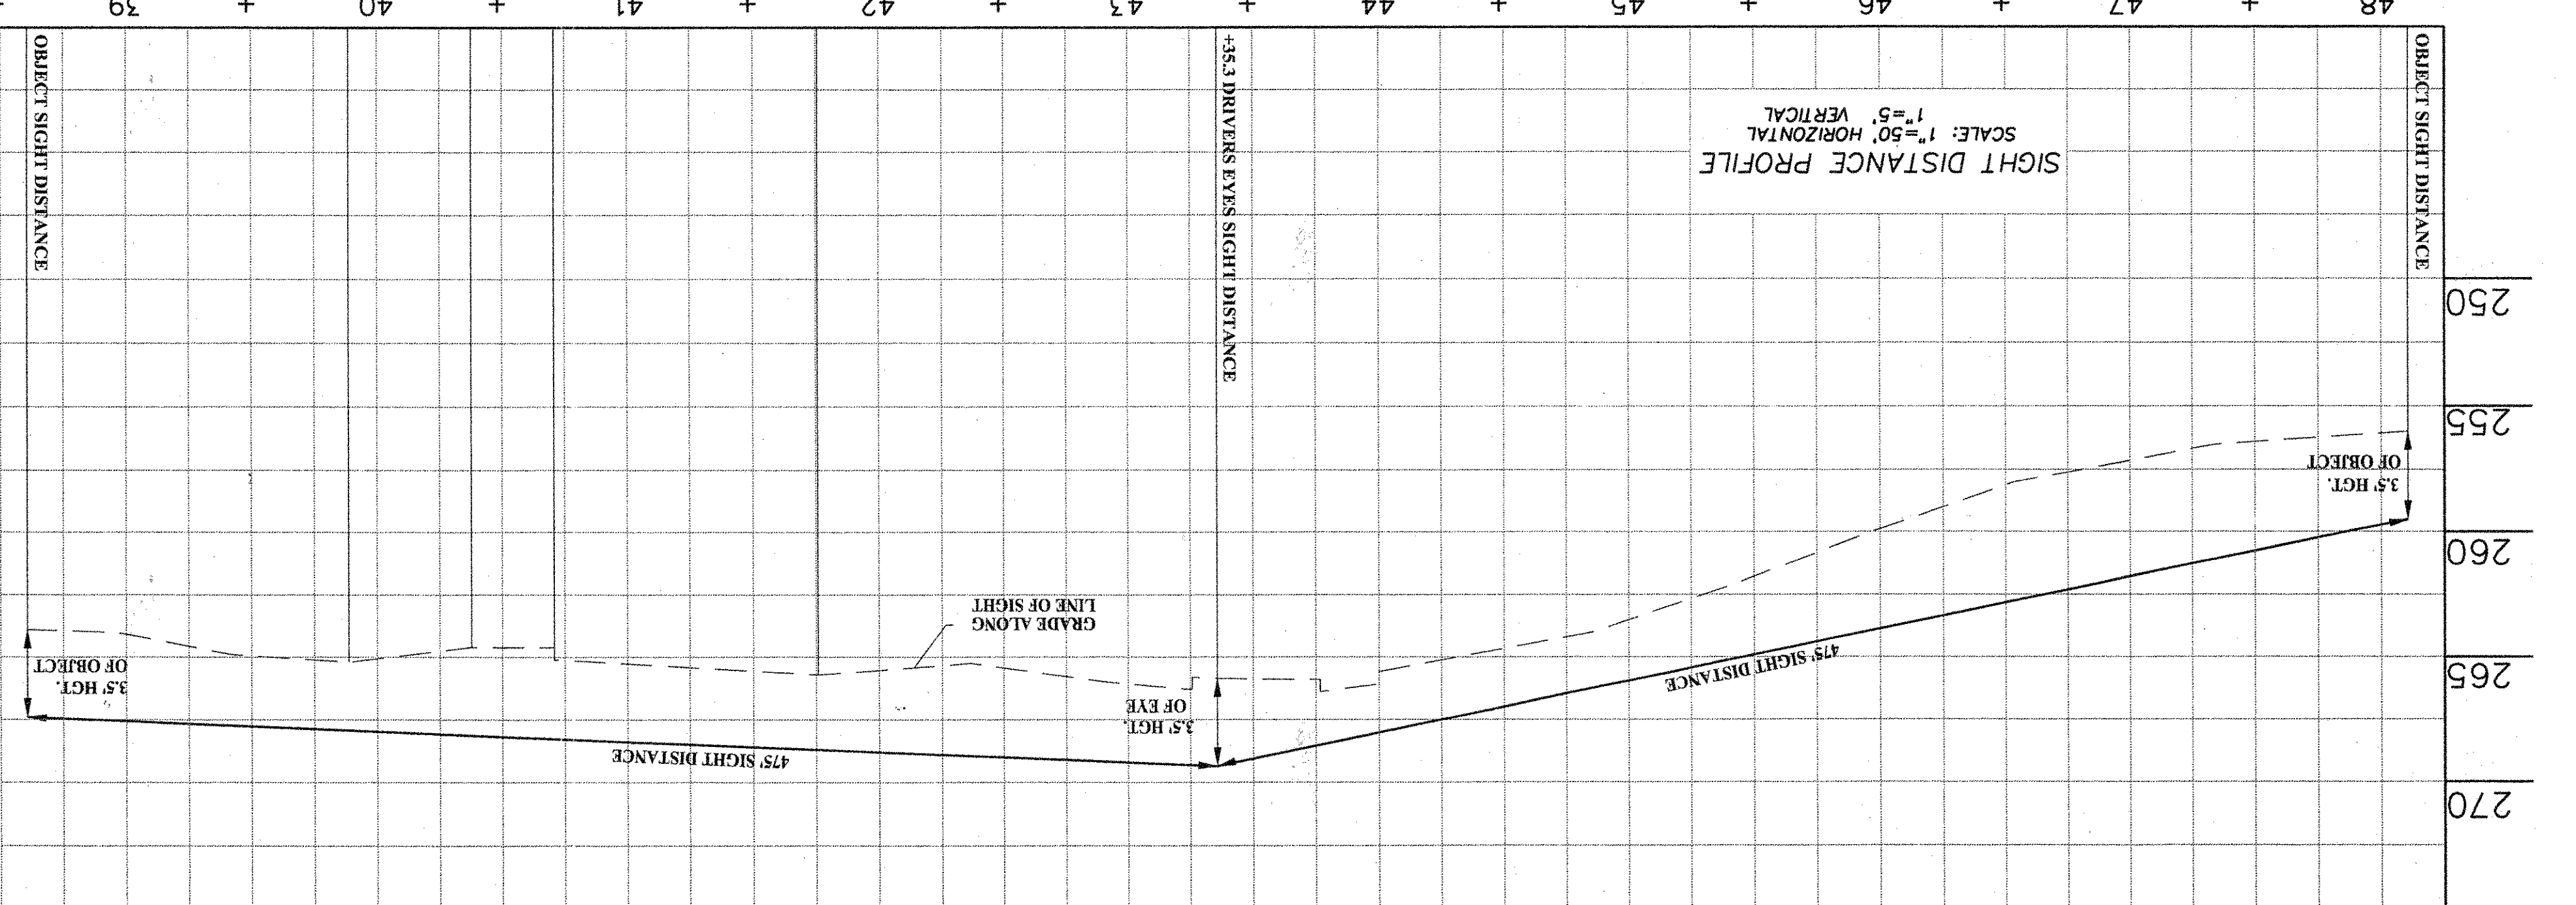 270
265
260
255
250
475' SIGHT DISTANCE
475' SIGHT DISTANCE
3.5' HGT.
OF EYE
3.5' HGT.
OF OBJECT
3.5' HGT.
OF OBJECT
GRADE ALONG
LINE OF SIGHT
OBJECT SIGHT DISTANCE
+35.3 DRIVERS EYES SIGHT DISTANCE
OBJECT SIGHT DISTANCE
SIGHT DISTANCE PROFILE
SCALE: 1"=50' HORIZONTAL
1"=5' VERTICAL
48 + 47 + 46 + 45 + 44 + 43 + 42 + 41 + 40 + 39 +